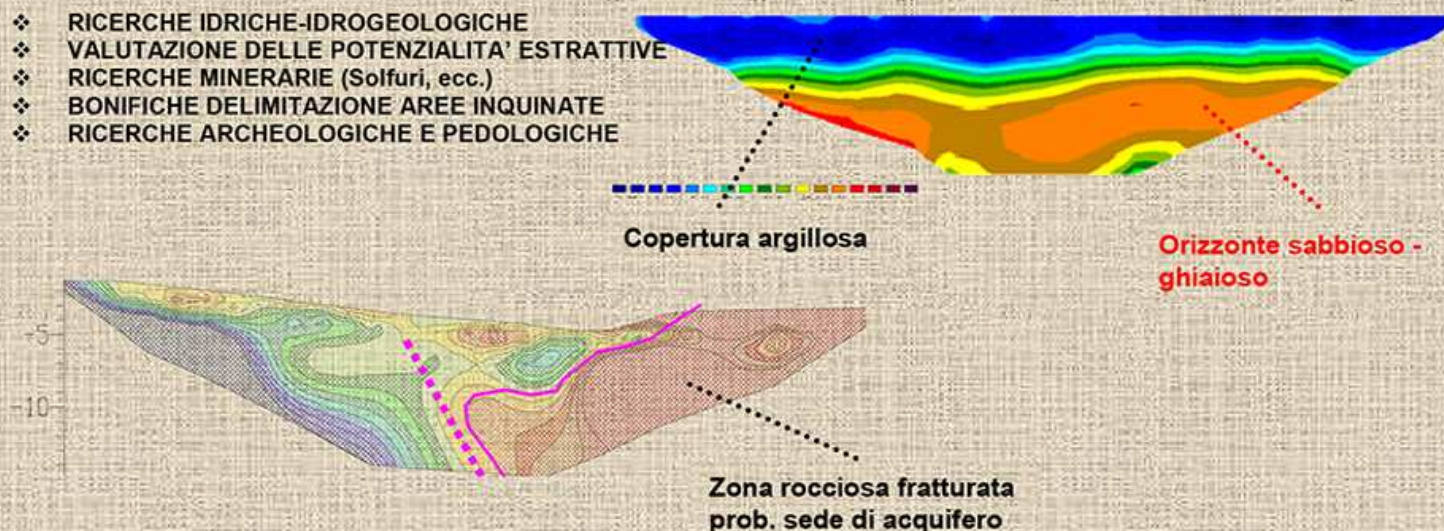 ❖ RICERCHE IDRICHE-IDROGEOLOGICHE
❖ VALUTAZIONE DELLE POTENZIALITA' ESTRATTIVE
❖ RICERCHE MINERARIE (Solfuri, ecc.)
❖ BONIFICHE DELIMITAZIONE AREE INQUINATE
❖ RICERCHE ARCHEOLOGICHE E PEDOLOGICHE
Copertura argillosa
Orizzonte sabbioso -
ghiaioso
-5
-10
Zona rocciosa fratturata
prob. sede di acquifero